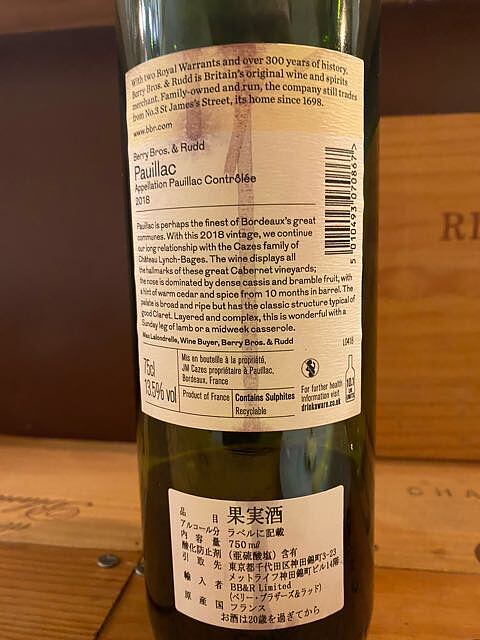 With two Royal Warrants and over 300 years of history,
Berry Bros. & Rudd is Britain's original wine and spirits
merchant. Family-owned and run, the company still trades
from No.3 St James's Street, its home since 1698.
www.bbr.com
Berry Bros. & Rudd
Pauillac
Appellation Pauillac Contrôlée
2018
Pauillac is perhaps the finest of Bordeaux's great
communes. With this 2018 vintage, we continue
our long relationship with the Cazes family of
Château Lynch-Bages. The wine displays all
the hallmarks of these great Cabernet vineyards;
the nose is dominated by dense cassis and bramble fruit, with
a hint of warm cedar and spice from 10 months in barrel. The
palate is broad and ripe but has the classic structure typical of
good Claret. Layered and complex, this is wonderful with a
Sunday leg of lamb or a midweek casserole.
Max Lalondrelle, Wine Buyer, Berry Bros. & Rudd
5 010493 070867 >
L0418
75cl
13.5% vol
Mis en bouteille à la propriété,
JM Cazes propriétaire à Pauillac,
Bordeaux, France
Product of France
Contains Sulphites
Recyclable
For further health
information visit
drinkaware.co.uk
10.1
UK
UNITS
品目 果実酒
アルコール分 ラベルに記載
内容量 750㎖
酸化防止剤 (亜硫酸塩) 含有
引取先 東京都千代田区神田錦町3-23
メットライフ神田錦町ビル14階
輸入者 BB&R Limited
(ベリー・ブラザーズ&ラッド)
原産国 フランス
お酒は20歳を過ぎてから
RE
CHA